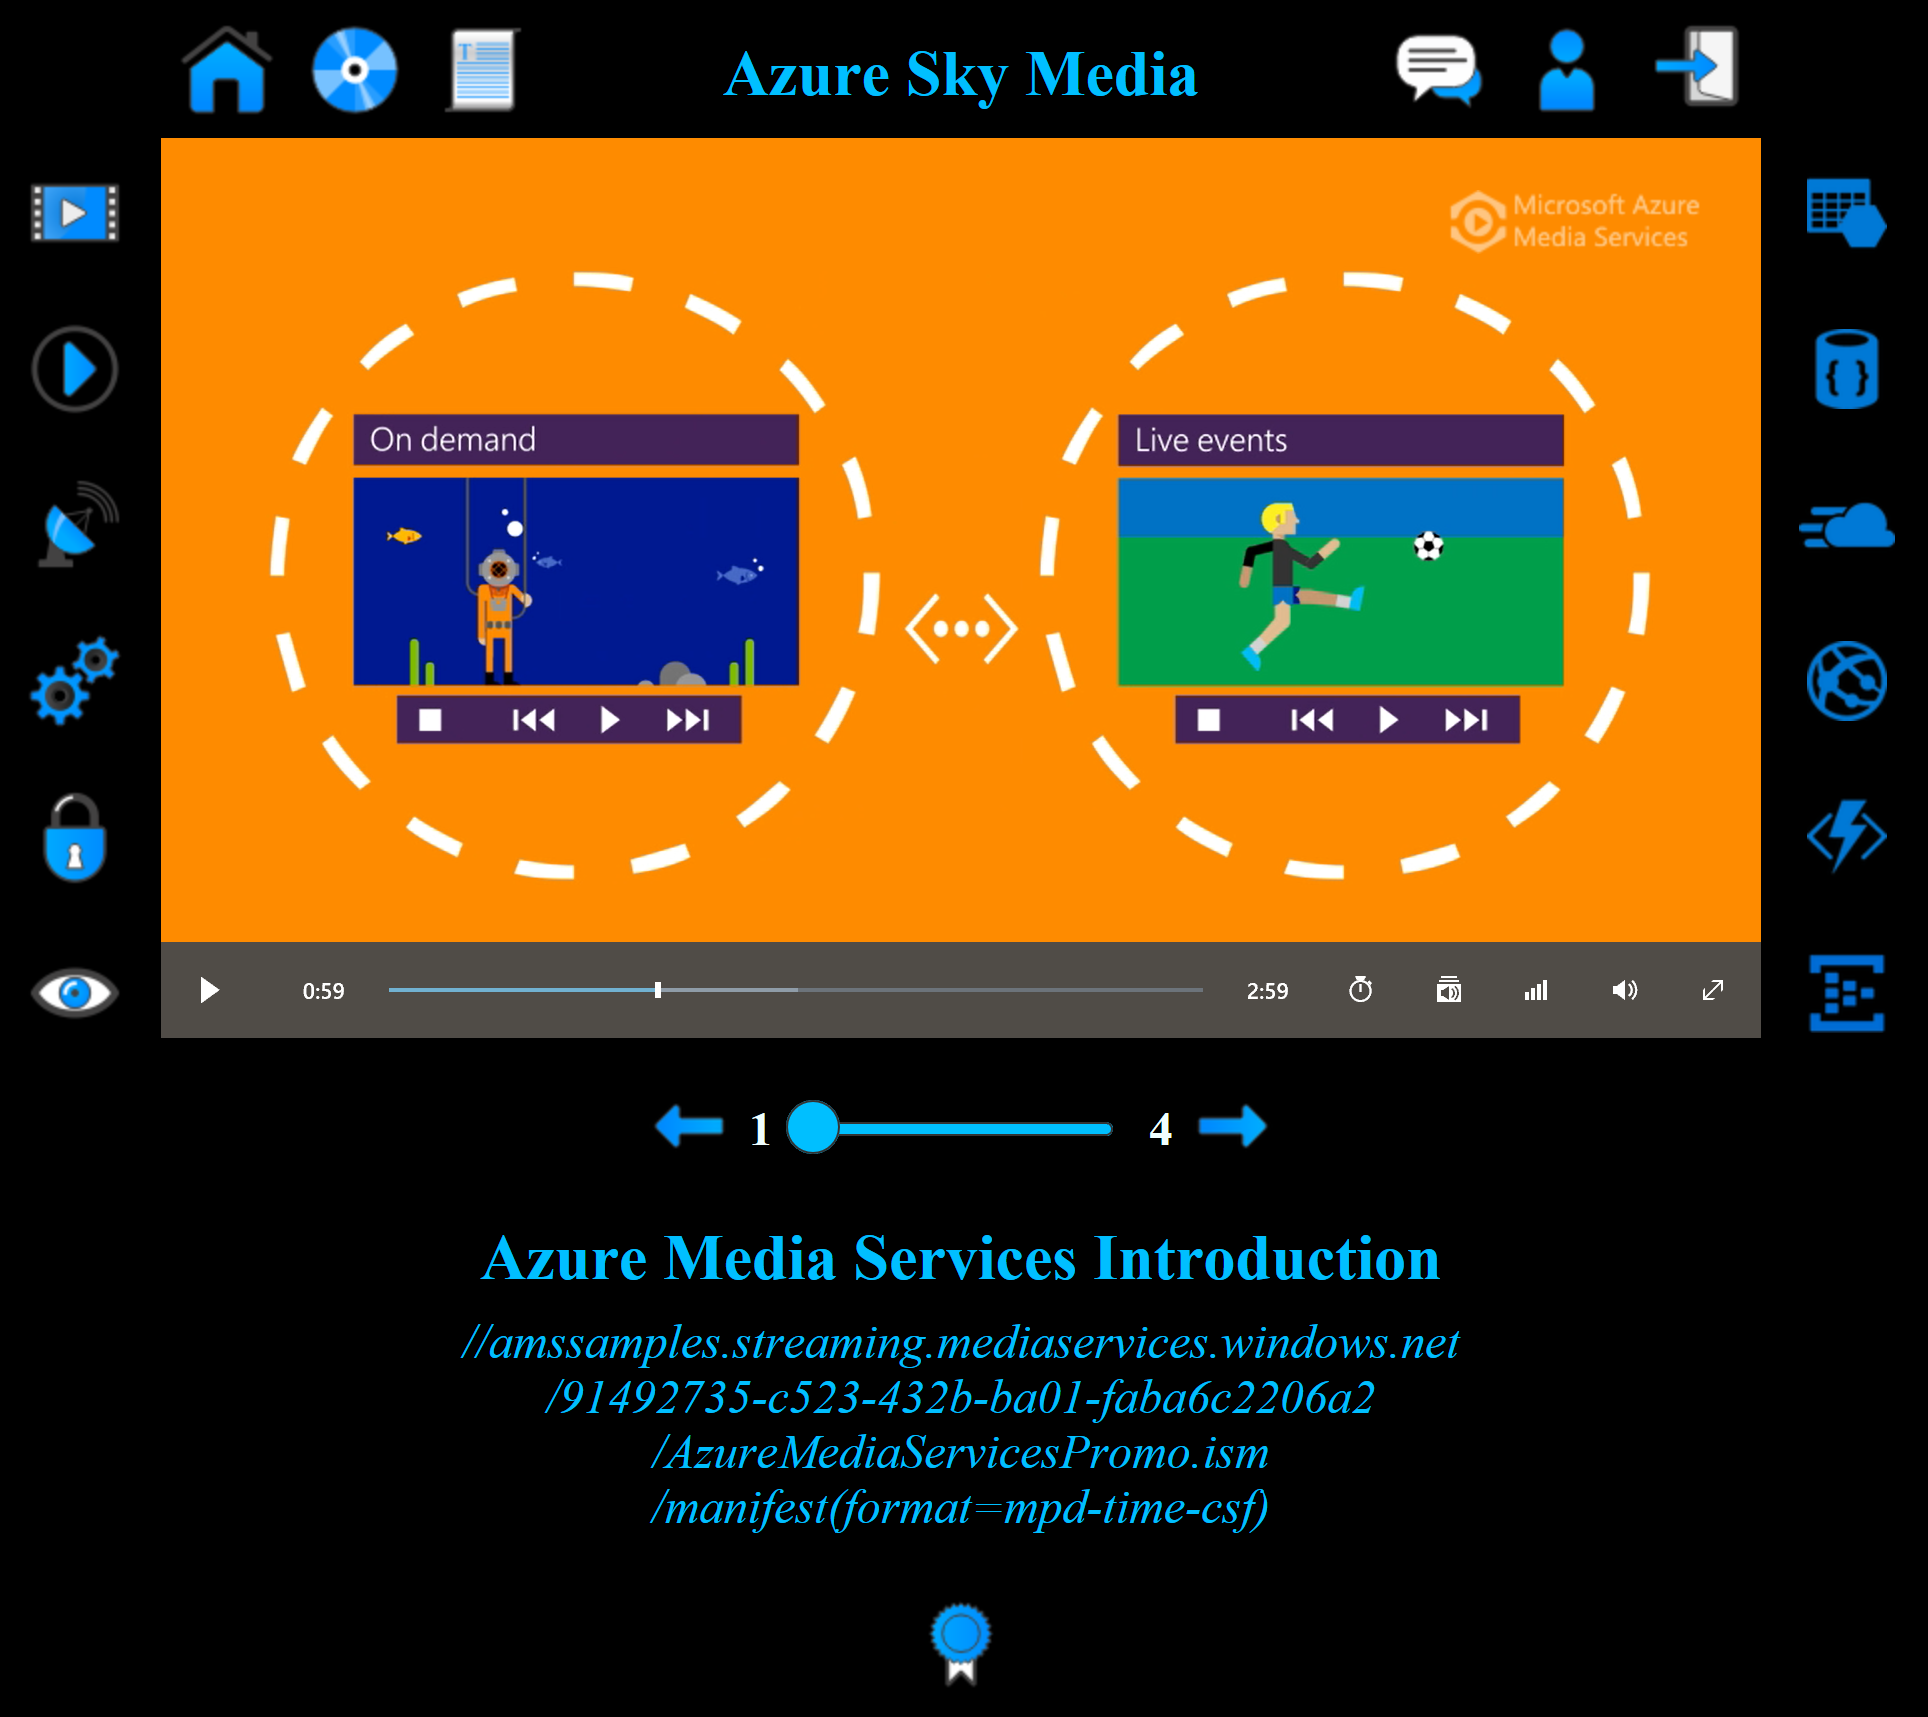 Azure Sky Media
Microsoft Azure
Media Services
On demand
Live events
0:59
2:59
1
4
Azure Media Services Introduction
//amssamples.streaming.mediaservices.windows.net
/91492735-c523-432b-ba01-faba6c2206a2
/AzureMediaServicesPromo.ism
/manifest(format=mpd-time-csf)